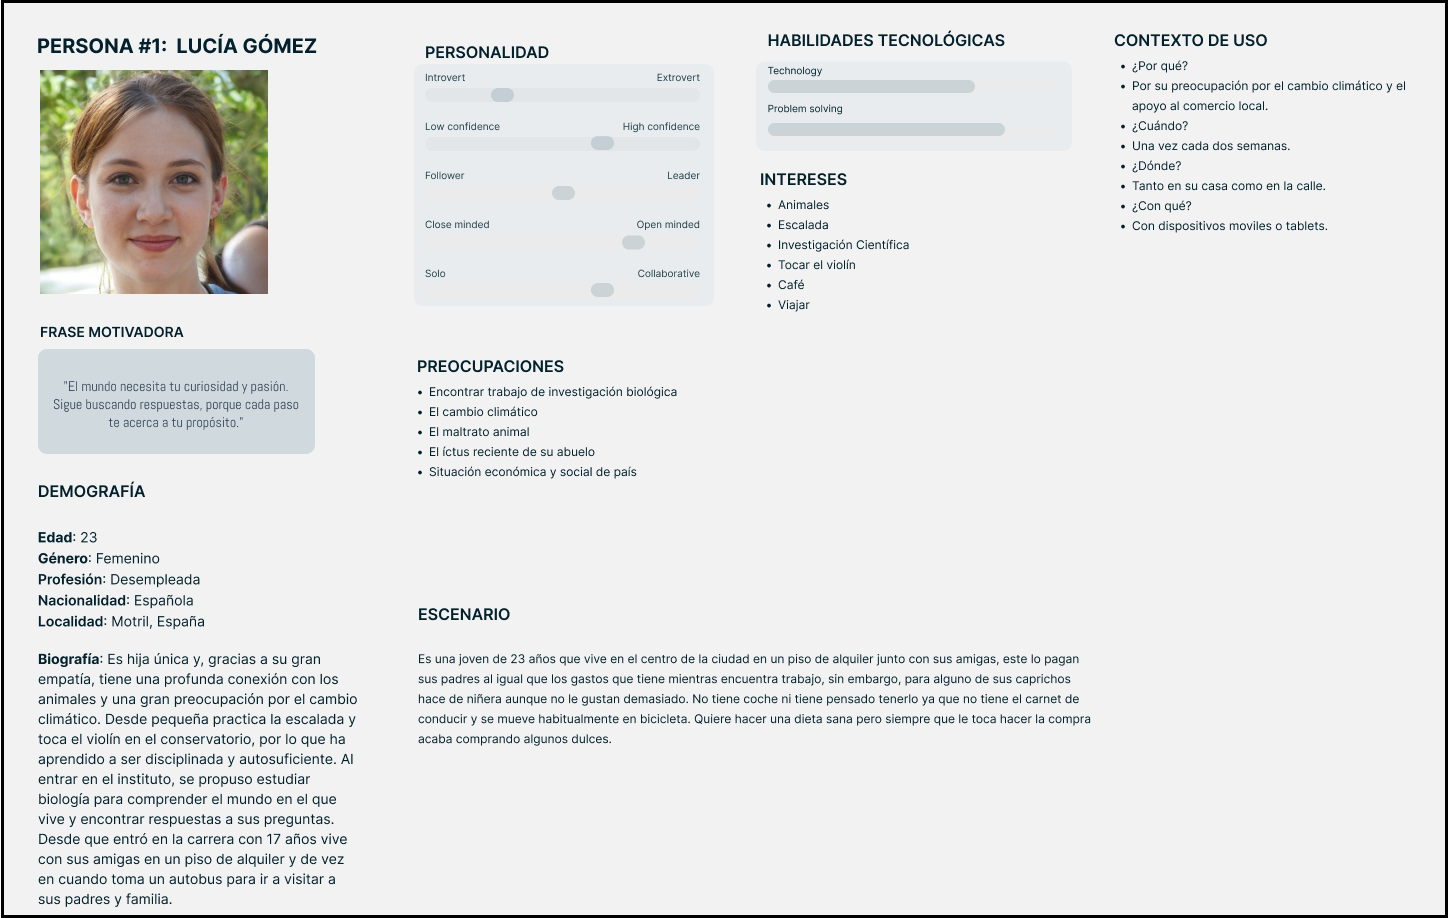 PERSONA #1: LUCÍA GÓMEZ
FRASE MOTIVADORA
"El mundo necesita tu curiosidad y pasión.
Sigue buscando respuestas, porque cada paso
te acerca a tu propósito."
DEMOGRAFÍA
Edad: 23
Género: Femenino
Profesión: Desempleada
Nacionalidad: Española
Localidad: Motril, España
Biografía: Es hija única y, gracias a su gran
empatía, tiene una profunda conexión con los
animales y una gran preocupación por el cambio
climático. Desde pequeña practica la escalada y
toca el violín en el conservatorio, por lo que ha
aprendido a ser disciplinada y autosuficiente. Al
entrar en el instituto, se propuso estudiar
biología para comprender el mundo en el que
vive y encontrar respuestas a sus preguntas.
Desde que entró en la carrera con 17 años vive
con sus amigas en un piso de alquiler y de vez
en cuando toma un autobus para ir a visitar a
sus padres y familia.
PERSONALIDAD
Introvert Extrovert
Low confidence High confidence
Follower Leader
Close minded Open minded
Solo Collaborative
PREOCUPACIONES
• Encontrar trabajo de investigación biológica
• El cambio climático
• El maltrato animal
• El íctus reciente de su abuelo
• Situación económica y social de país
HABILIDADES TECNOLÓGICAS
Technology
Problem solving
INTERESES
• Animales
• Escalada
• Investigación Científica
• Tocar el violín
• Café
• Viajar
CONTEXTO DE USO
• ¿Por qué?
• Por su preocupación por el cambio climático y el
apoyo al comercio local.
• ¿Cuándo?
• Una vez cada dos semanas.
• ¿Dónde?
• Tanto en su casa como en la calle.
• ¿Con qué?
• Con dispositivos moviles o tablets.
ESCENARIO
Es una joven de 23 años que vive en el centro de la ciudad en un piso de alquiler junto con sus amigas, este lo pagan
sus padres al igual que los gastos que tiene mientras encuentra trabajo, sin embargo, para alguno de sus caprichos
hace de niñera aunque no le gustan demasiado. No tiene coche ni tiene pensado tenerlo ya que no tiene el carnet de
conducir y se mueve habitualmente en bicicleta. Quiere hacer una dieta sana pero siempre que le toca hacer la compra
acaba comprando algunos dulces.